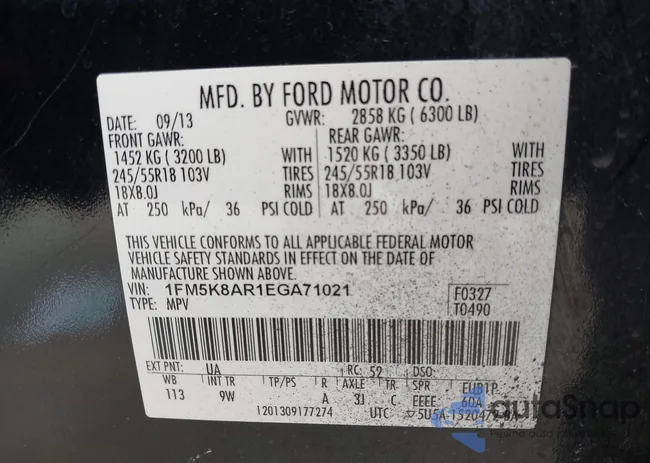 MFD. BY FORD MOTOR CO.
DATE: 09/13 GVWR: 2858 KG ( 6300 LB)
FRONT GAWR: REAR GAWR:
1452 KG ( 3200 LB) WITH 1520 KG ( 3350 LB) WITH
245/55R18 103V TIRES 245/55R18 103V TIRES
18X8.0J RIMS 18X8.0J RIMS
AT 250 kPa/ 36 PSI COLD AT 250 kPa/ 36 PSI COLD
THIS VEHICLE CONFORMS TO ALL APPLICABLE FEDERAL MOTOR
VEHICLE SAFETY STANDARDS IN EFFECT ON THE DATE OF
MANUFACTURE SHOWN ABOVE.
VIN: 1FM5K8AR1EGA71021 F0327
TYPE: MPV T0490
EXT PNT: UA RC: 52 DSO:
WB INT TR TP/PS R AXLE TR SPR EUB1P
113 9W A 3J C EEEE 60A
1201309177274 UTC
autoSnap